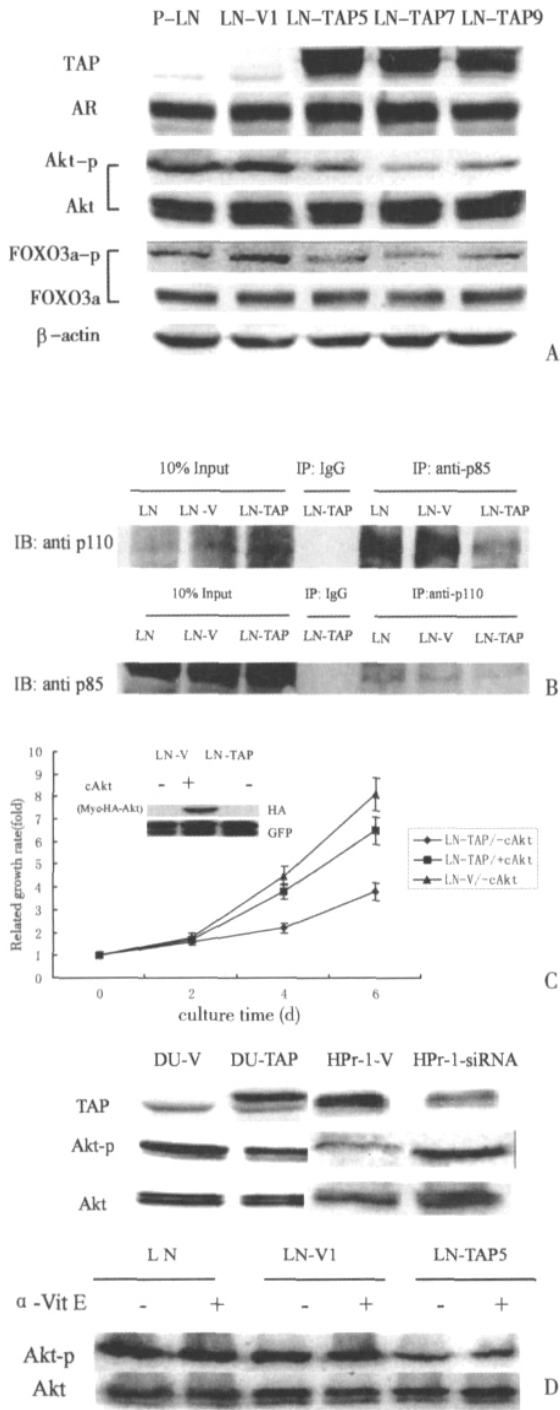 P-LN LN-V1 LN-TAP5 LN-TAP7 LN-TAP9
TAP
AR
Akt-p
Akt
FOXO3a-p
FOXO3a
β-actin
A
10% Input IP: IgG IP: anti-p85
LN LN-V LN-TAP LN-TAP LN LN-V LN-TAP
IB: anti p110
10% Input IP: IgG IP:anti-p110
LN LN-V LN-TAP LN-TAP LN LN-V LN-TAP
IB: anti p85
B
10
9
8
7
6
5
4
3
2
1
0 2 4 6
Related growth rate(fold)
culture time (d)
LN-V LN-TAP
cAkt - + -
(Myc-HA-Akt) HA
GFP
LN-TAP/-cAkt
LN-TAP/+cAkt
LN-V/-cAkt
C
DU-V DU-TAP HPr-1-V HPr-1-siRNA
TAP
Akt-p
Akt
LN LN-V1 LN-TAP5
α-Vit E - + - + - +
Akt-p
Akt
D